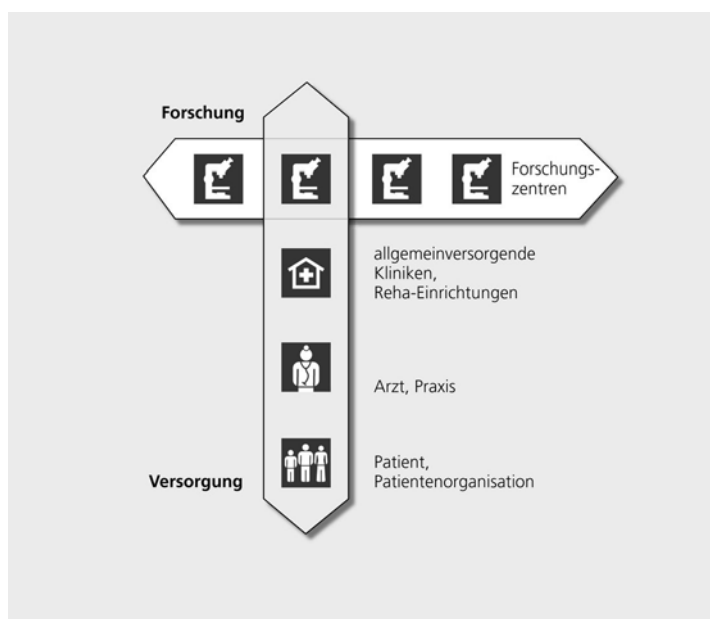 Forschung
Forschungs-
zentren
allgemeinversorgende
Kliniken,
Reha-Einrichtungen
Arzt, Praxis
Versorgung
Patient,
Patientenorganisation